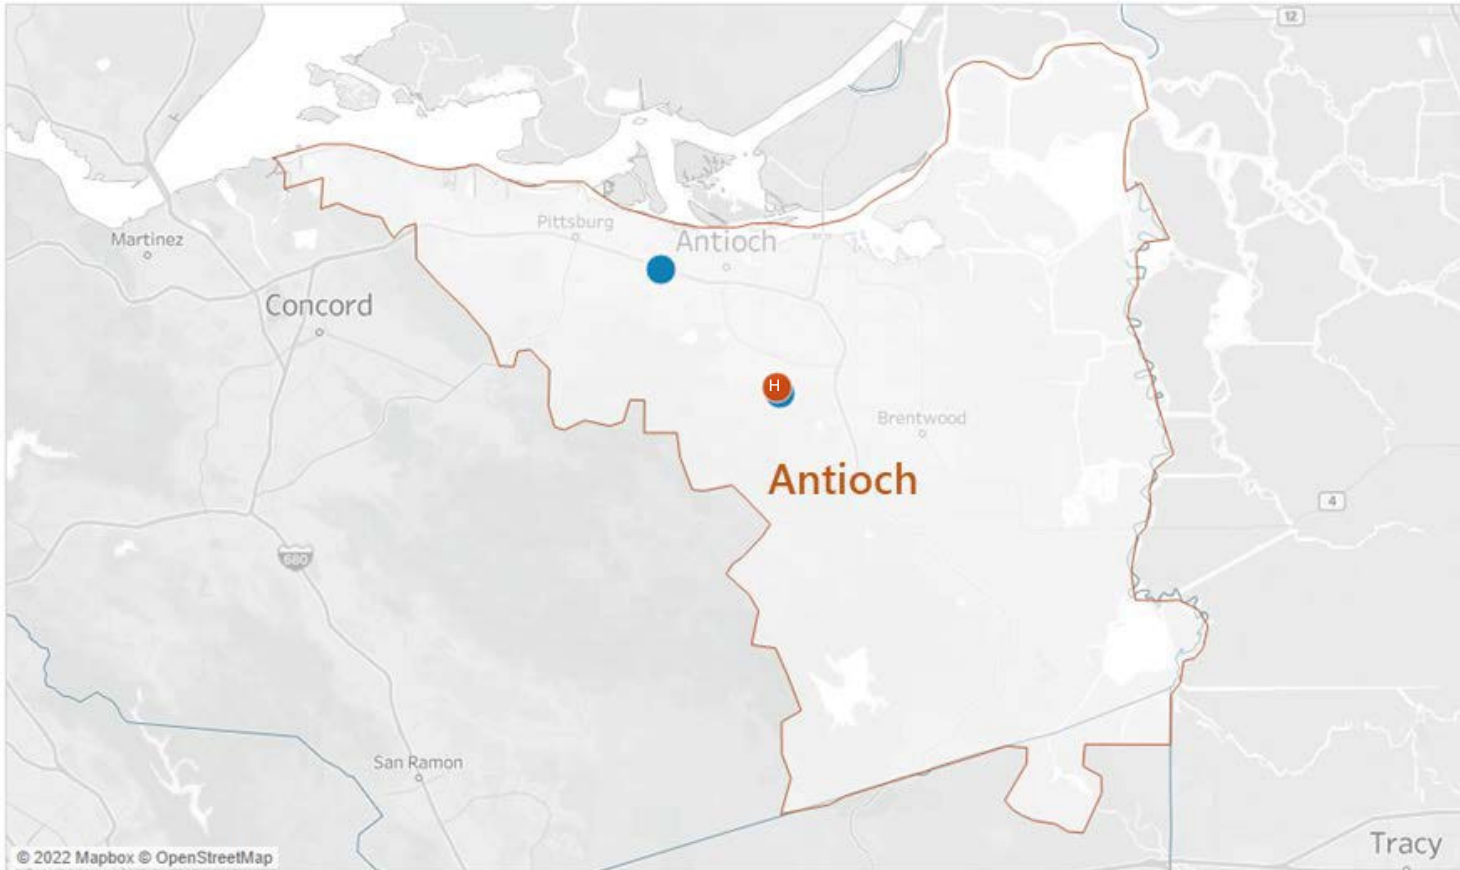 12
Pittsburg
Antioch
Martinez
Concord
H
Brentwood
Antioch
4
680
San Ramon
Tracy
© 2022 Mapbox © OpenStreetMap